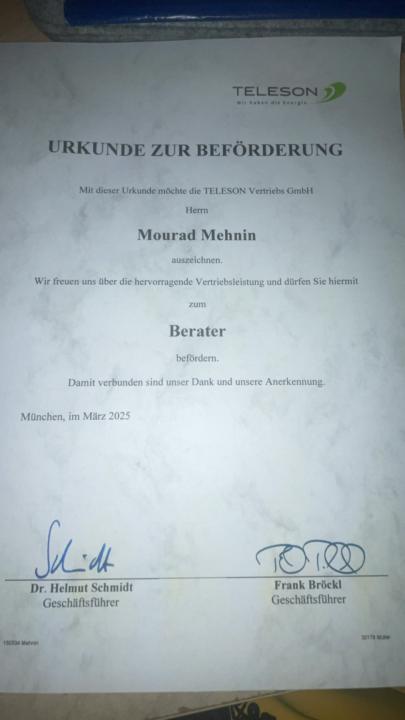 TELESON
Wir haben die Energie.
URKUNDE ZUR BEFÖRDERUNG
Mit dieser Urkunde möchte die TELESON Vertriebs GmbH
Herrn
Mourad Mehnin
auszeichnen.
Wir freuen uns über die hervorragende Vertriebsleistung und dürfen Sie hiermit
zum
Berater
befördern.
Damit verbunden sind unser Dank und unsere Anerkennung.
München, im März 2025
Schmidt
Dr. Helmut Schmidt
Geschäftsführer
Frank Bröckl
Geschäftsführer